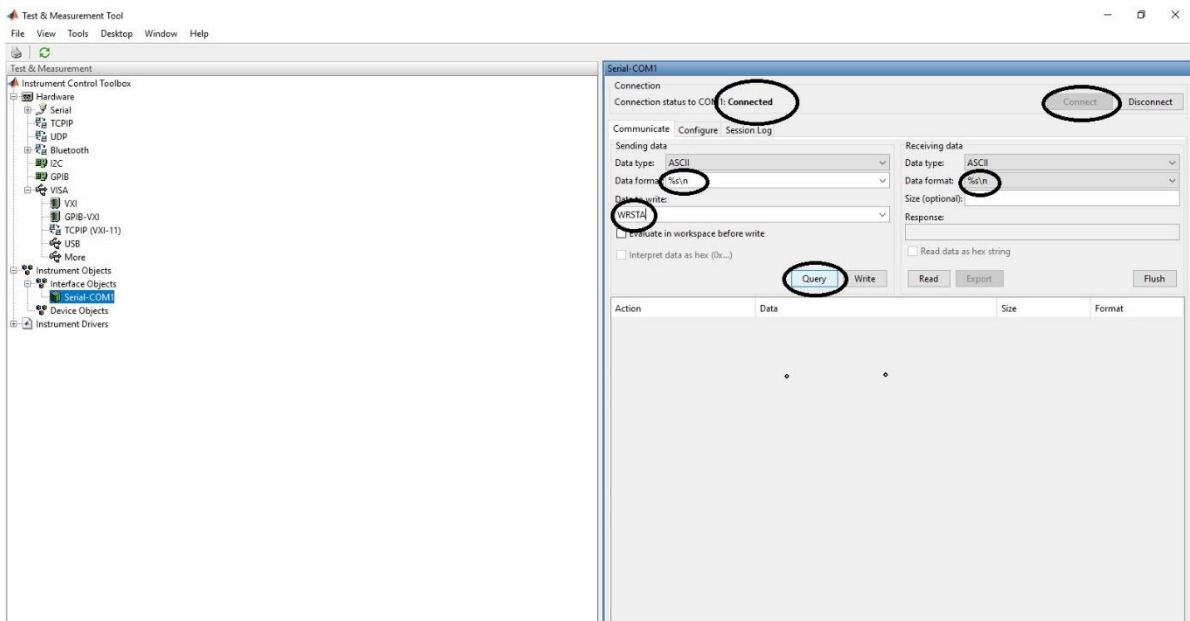 Test & Measurement Tool
File View Tools Desktop Window Help
Test & Measurement
Instrument Control Toolbox
Hardware
Serial
TCPIP
UDP
Bluetooth
I2C
GPIB
VISA
VXI
GPIB-VXI
TCPIP (VXI-11)
USB
More
Instrument Objects
Interface Objects
Serial-COM1
Device Objects
Instrument Drivers
Serial-COM1
Connection
Connection status to COM1: Connected
Connect Disconnect
Communicate Configure Session Log
Sending data
Data type: ASCII
Data format: %s\n
Data to write:
WRSTA
Evaluate in workspace before write
Interpret data as hex (0x...)
Query Write
Receiving data
Data type: ASCII
Data format: %s\n
Size (optional):
Response:
Read data as hex string
Read Export Flush
Action Data Size Format